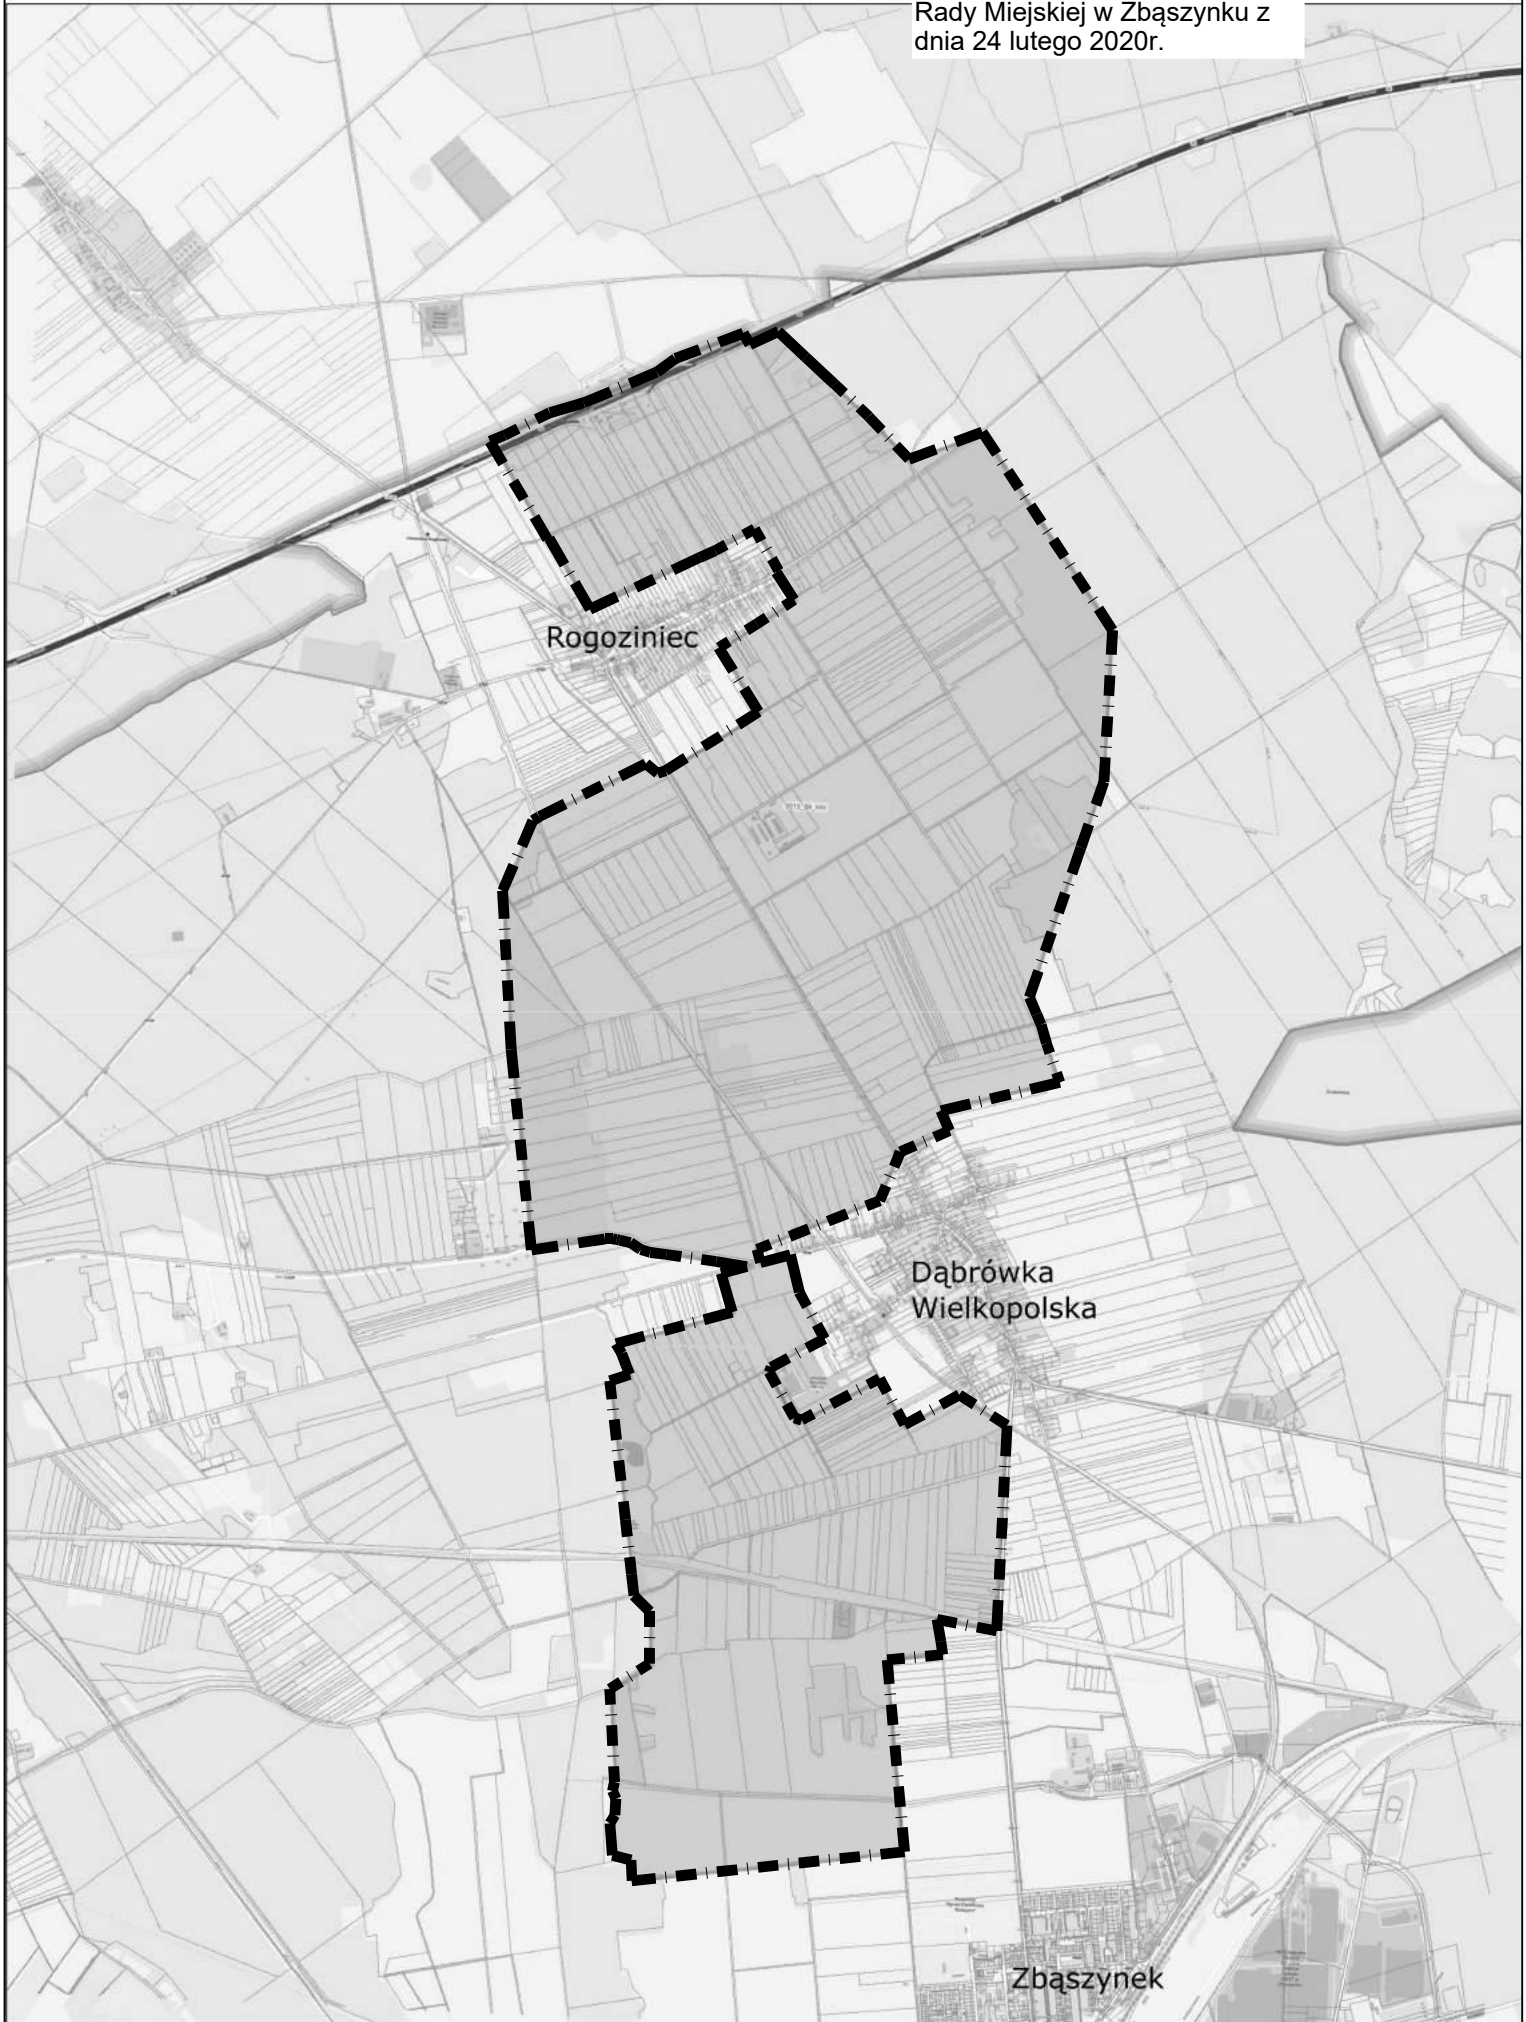 Rady Miejskiej w Zbąszynku z
dnia 24 lutego 2020r.
Rogoziniec
Dąbrówka
Wielkopolska
Zbąszynek